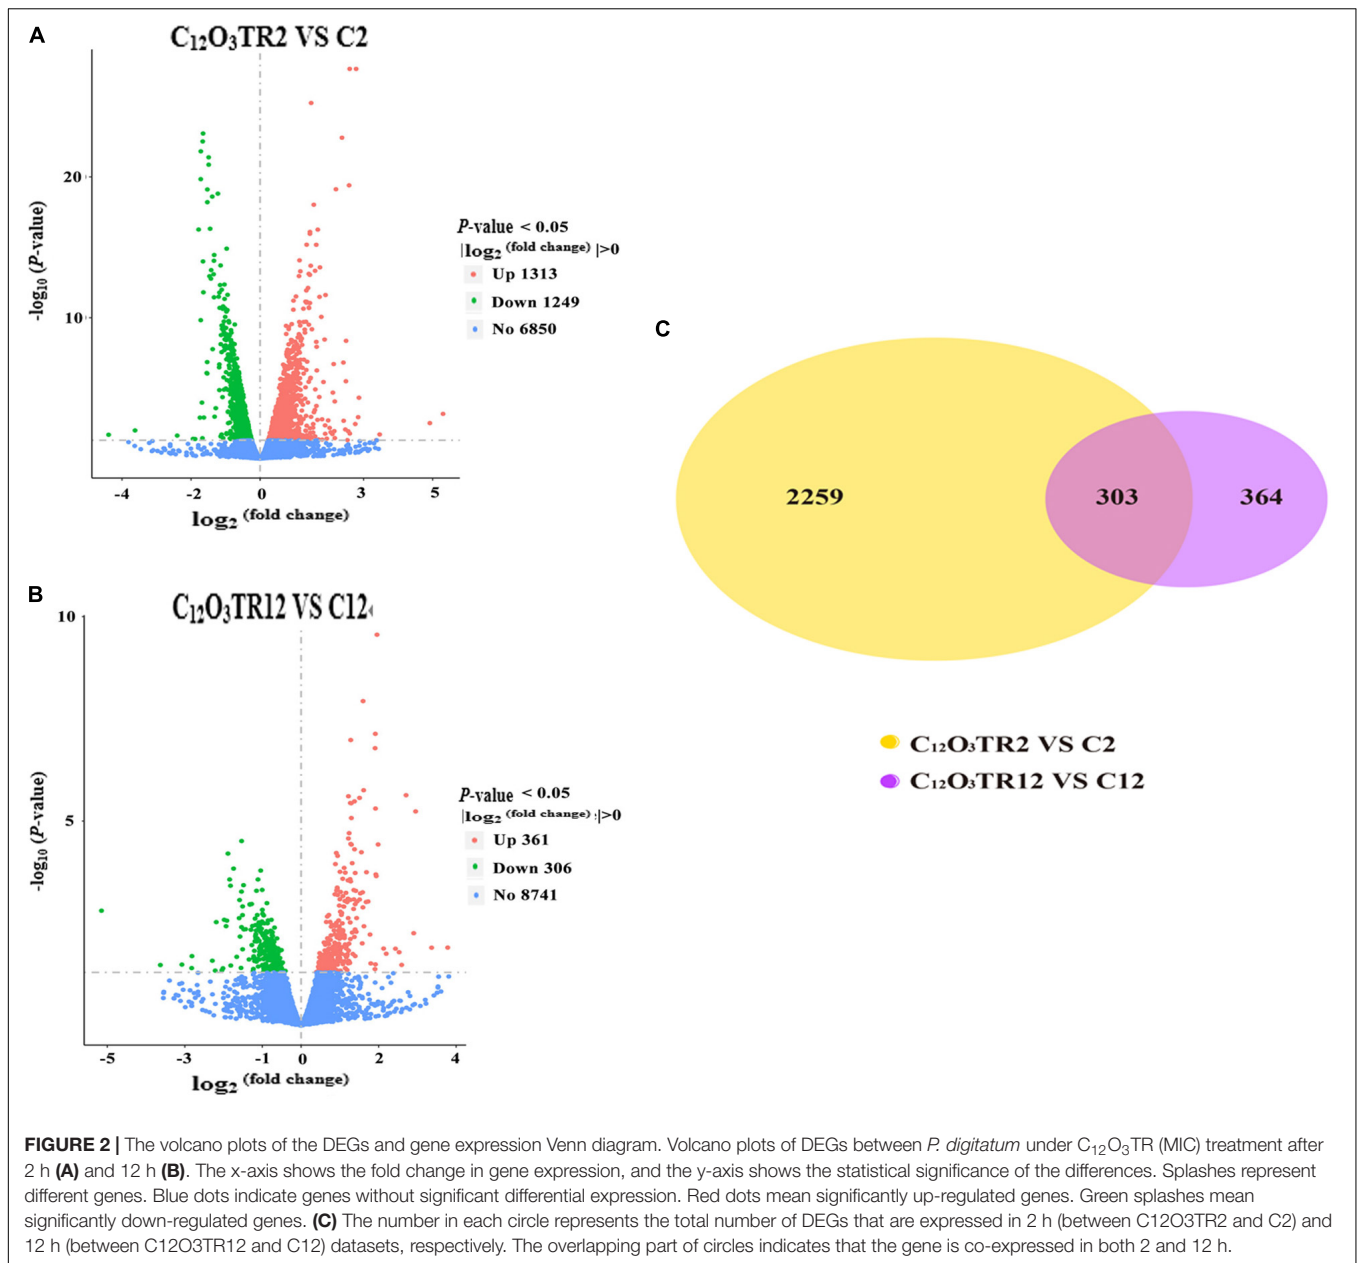 A
C₁₂O₃TR2 VS C2
20
10
-log₁₀ (P-value)
P-value < 0.05
|log₂ (fold change) |>0
Up 1313
Down 1249
No 6850
-4 -2 0 3 5
log₂ (fold change)
B
C₁₂O₃TR12 VS C12
10
5
-log₁₀ (P-value)
P-value < 0.05
|log₂ (fold change) |>0
Up 361
Down 306
No 8741
-5 -3 -1 0 2 4
log₂ (fold change)
C
2259 303 364
C₁₂O₃TR2 VS C2
C₁₂O₃TR12 VS C12
FIGURE 2 | The volcano plots of the DEGs and gene expression Venn diagram. Volcano plots of DEGs between P. digitatum under C₁₂O₃TR (MIC) treatment after
2 h (A) and 12 h (B). The x-axis shows the fold change in gene expression, and the y-axis shows the statistical significance of the differences. Splashes represent
different genes. Blue dots indicate genes without significant differential expression. Red dots mean significantly up-regulated genes. Green splashes mean
significantly down-regulated genes. (C) The number in each circle represents the total number of DEGs that are expressed in 2 h (between C12O3TR2 and C2) and
12 h (between C12O3TR12 and C12) datasets, respectively. The overlapping part of circles indicates that the gene is co-expressed in both 2 and 12 h.